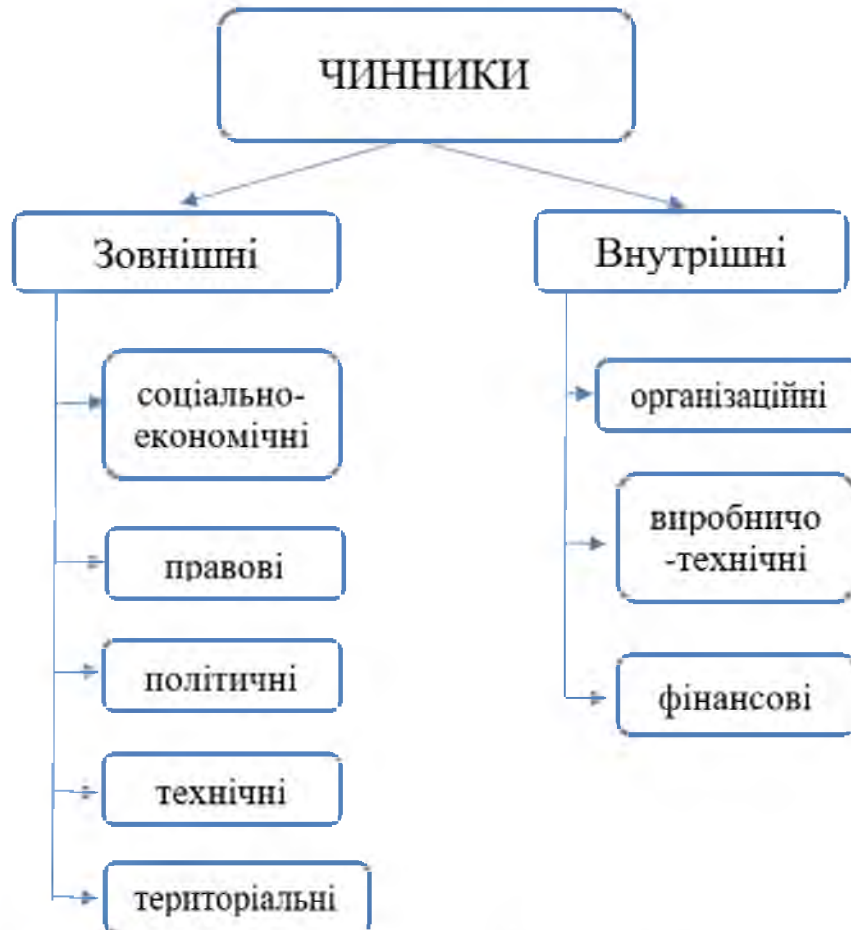 ЧИННИКИ
Зовнішні
соціально-
економічні
правові
політичні
технічні
територіальні
Внутрішні
організаційні
виробничо
-технічні
фінансові